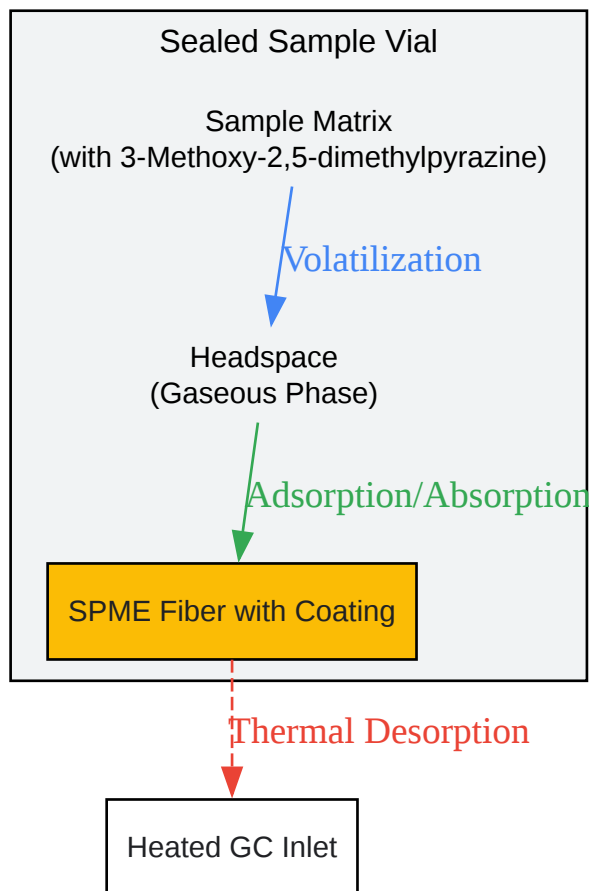 Sealed Sample Vial
Sample Matrix
(with 3-Methoxy-2,5-dimethylpyrazine)
Volatilization
Headspace
(Gaseous Phase)
Adsorption/Absorption
SPME Fiber with Coating
Thermal Desorption
Heated GC Inlet